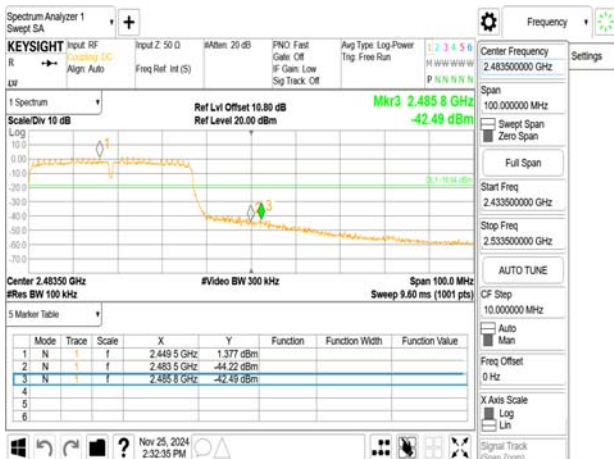 Spectrum Analyzer 1
Swept SA
Frequency
KEYSIGHT
Input: RF
Coupling: DC
Align: Auto
Input Z: 50 Ω
Freq Ref: Int (S)
#Atten: 20 dB
PNO: Fast
Gate: Off
IF Gain: Low
Sig Track: Off
Avg Type: Log-Power
Trig: Free Run
1 2 3 4 5 6
M W W W W W
P N N N N N
R
LW
Center Frequency
2.483500000 GHz
Settings
Span
100.000000 MHz
Swept Span
Zero Span
Full Span
Start Freq
2.433500000 GHz
Stop Freq
2.533500000 GHz
AUTO TUNE
CF Step
10.000000 MHz
Auto
Man
Freq Offset
0 Hz
X Axis Scale
Log
Lin
Signal Track
(Span Zoom)
1 Spectrum
Scale/Div 10 dB
Ref Lvl Offset 10.80 dB
Ref Level 20.00 dBm
Mkr3 2.485 8 GHz
-42.49 dBm
Log
10.0
0.00
-10.0
-20.0
-30.0
-40.0
-50.0
-60.0
-70.0
1
3
Center 2.48350 GHz
#Res BW 100 kHz
#Video BW 300 kHz
Span 100.0 MHz
Sweep 9.60 ms (1001 pts)
5 Marker Table
Mode Trace Scale X Y Function Function Width Function Value
1 N 1 f 2.449 5 GHz 1.377 dBm
2 N 1 f 2.483 5 GHz -44.22 dBm
3 N 1 f 2.485 8 GHz -42.49 dBm
4
5
6
Nov 25, 2024
2:32:35 PM